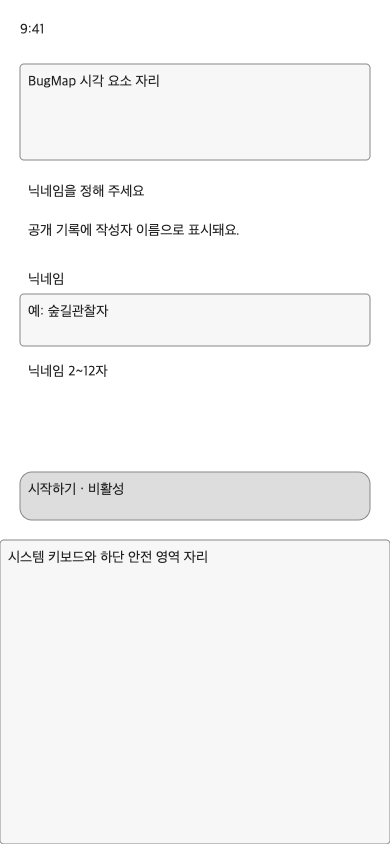 9:41
BugMap 시각 요소 자리
닉네임을 정해 주세요
공개 기록에 작성자 이름으로 표시돼요.
닉네임
예: 숲길관찰자
닉네임 2~12자
시작하기 · 비활성
시스템 키보드와 하단 안전 영역 자리